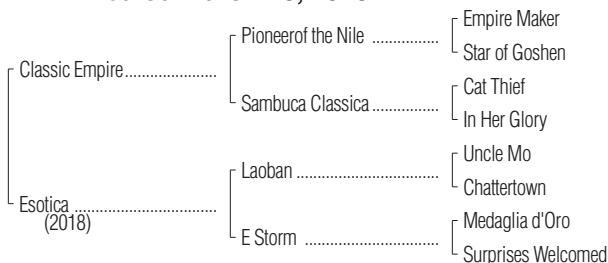 Empire Maker
Pioneerof the Nile ..................
Star of Goshen
Classic Empire.........................
Cat Thief
Sambuca Classica..................
In Her Glory
Uncle Mo
Laoban ......................................
Chattertown
Esotica ......................................
(2018)
Medaglia d'Oro
E Storm ....................................
Surprises Welcomed